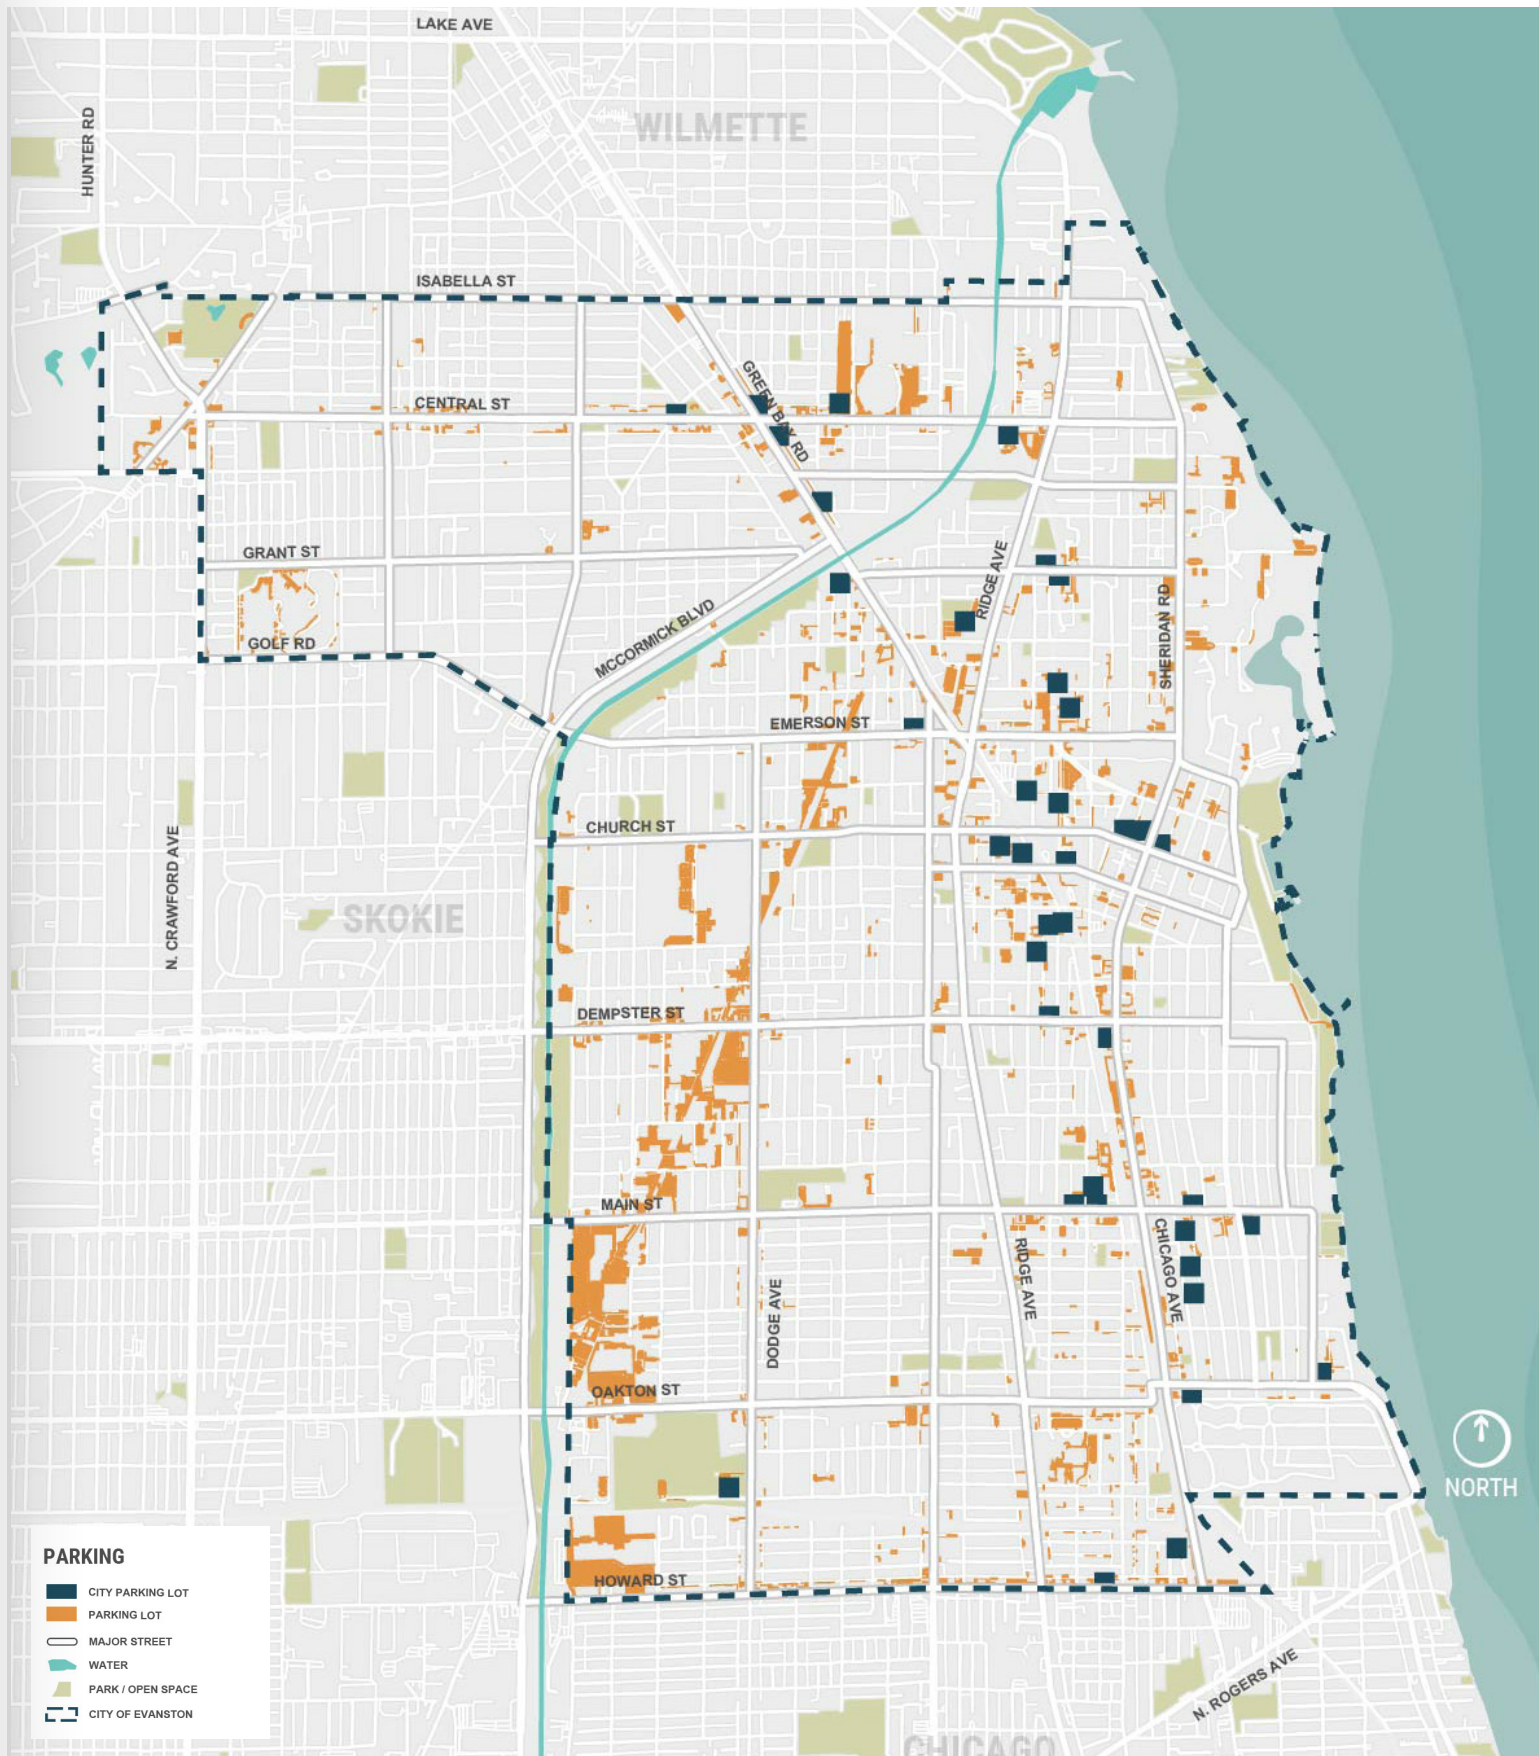 LAKE AVE
HUNTER RD
WILMETTE
ISABELLA ST
GREEN BAY RD
CENTRAL ST
GRANT ST
RIDGE AVE
SHERIDAN RD
MCCORMICK BLVD
GOLF RD
EMERSON ST
CHURCH ST
N. CRAWFORD AVE
SKOKIE
DEMPSTER ST
MAIN ST
RIDGE AVE
CHICAGO AVE
DODGE AVE
OAKTON ST
NORTH
HOWARD ST
N. ROGERS AVE
CHICAGO
PARKING
CITY PARKING LOT
PARKING LOT
MAJOR STREET
WATER
PARK / OPEN SPACE
CITY OF EVANSTON